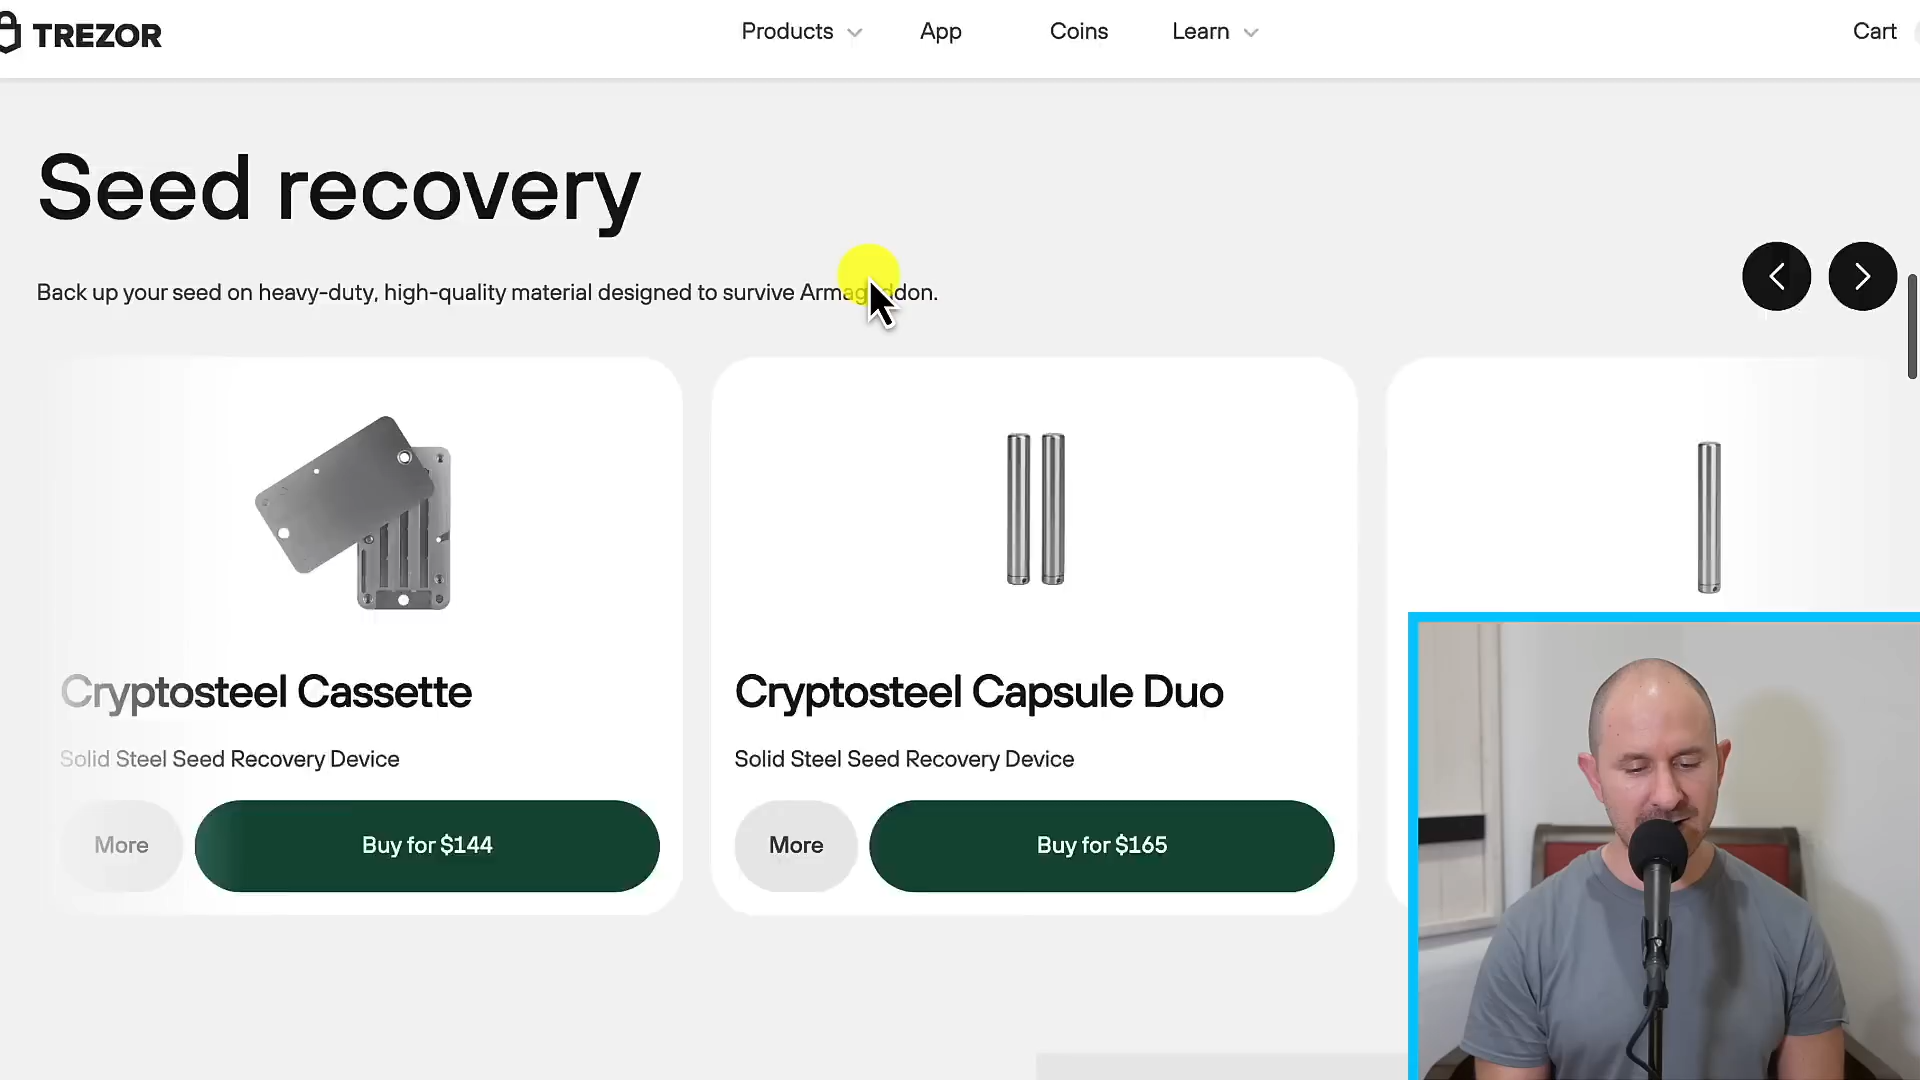 TREZOR
Products
App
Coins
Learn
Cart
Seed recovery
Back up your seed on heavy-duty, high-quality material designed to survive Armageddon.
Cryptosteel Cassette
Solid Steel Seed Recovery Device
More
Buy for $144
Cryptosteel Capsule Duo
Solid Steel Seed Recovery Device
More
Buy for $165